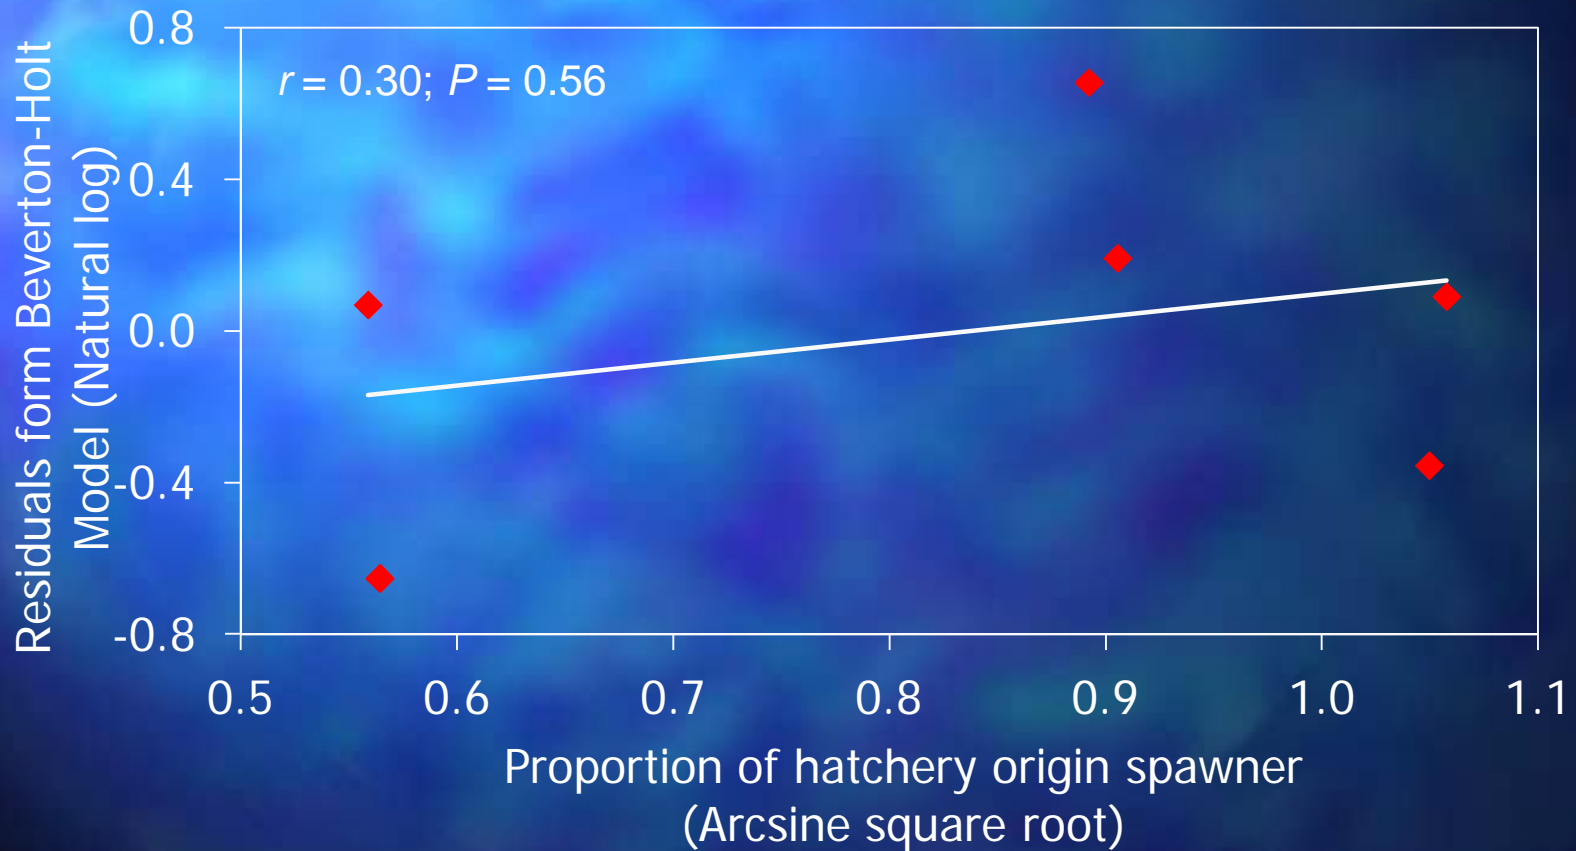 Residuals form Beverton-Holt
Model (Natural log)
0.8
0.4
0.0
-0.4
-0.8
r = 0.30; P = 0.56
0.5 0.6 0.7 0.8 0.9 1.0 1.1
Proportion of hatchery origin spawner
(Arcsine square root)